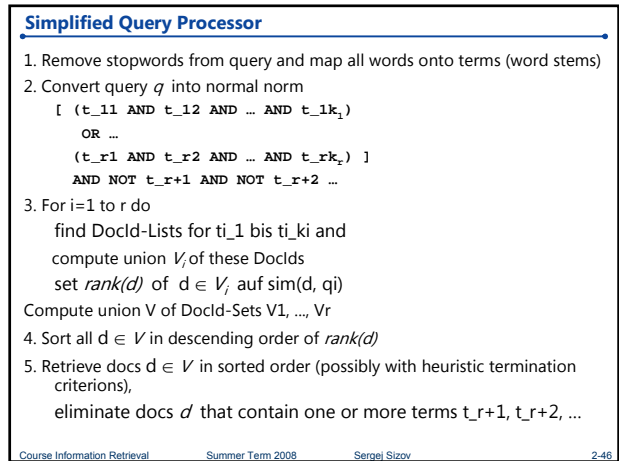 Simplified Query Processor
1. Remove stopwords from query and map all words onto terms (word stems)
2. Convert query q into normal norm
[ (t_11 AND t_12 AND … AND t_1k₁)
OR …
(t_r1 AND t_r2 AND … AND t_rkᵣ) ]
AND NOT t_r+1 AND NOT t_r+2 …
3. For i=1 to r do
find DocId-Lists for ti_1 bis ti_ki and
compute union Vᵢ of these DocIds
set rank(d) of d ∈ Vᵢ auf sim(d, qi)
Compute union V of DocId-Sets V1, ..., Vr
4. Sort all d ∈ V in descending order of rank(d)
5. Retrieve docs d ∈ V in sorted order (possibly with heuristic termination
criterions),
eliminate docs d that contain one or more terms t_r+1, t_r+2, …
Course Information Retrieval Summer Term 2008 Sergej Sizov 2-46